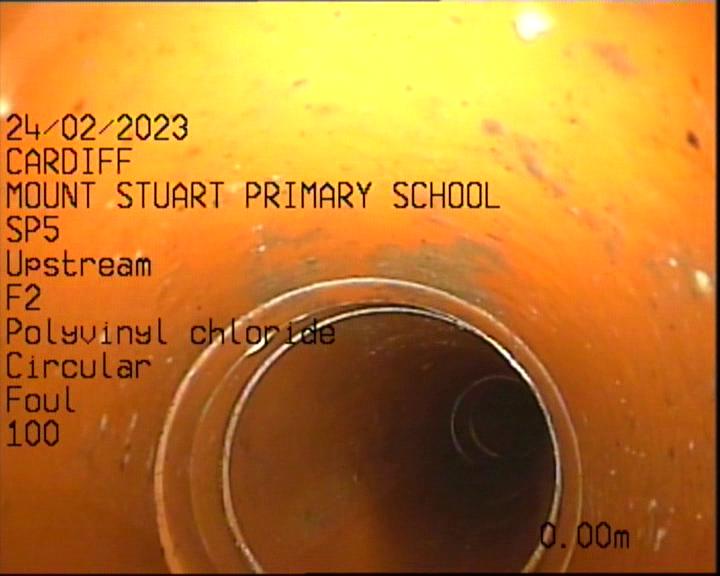 24/02/2023
CARDIFF
MOUNT STUART PRIMARY SCHOOL
SP5
Upstream
F2
Polyvinyl chloride
Circular
Foul
100
0.00m